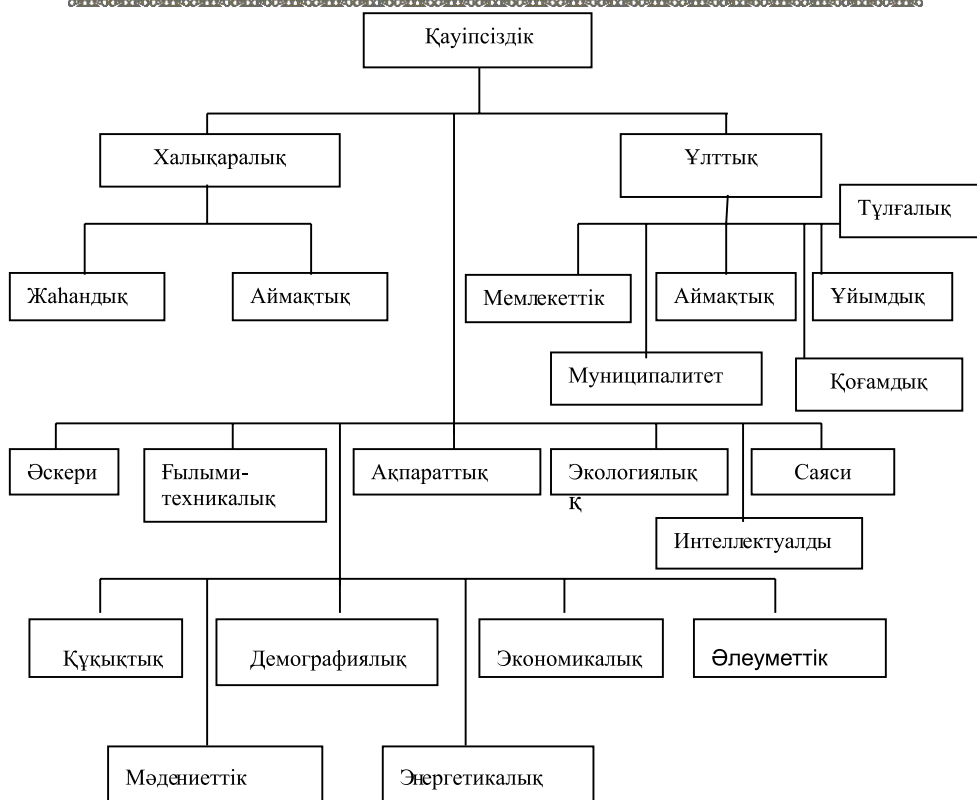 Қауіпсіздік
Халықаралық
Ұлттық
Тұлғалық
Жаһандық
Аймақтық
Мемлекеттік
Аймақтық
Ұйымдық
Муниципалитет
Қоғамдық
Әскери
Ғылыми-
техникалық
Ақпараттық
Экологиялық
қ
Саяси
Интеллектуалды
Құқықтық
Демографиялық
Экономикалық
Әлеуметтік
Мәдениеттік
Энергетикалық